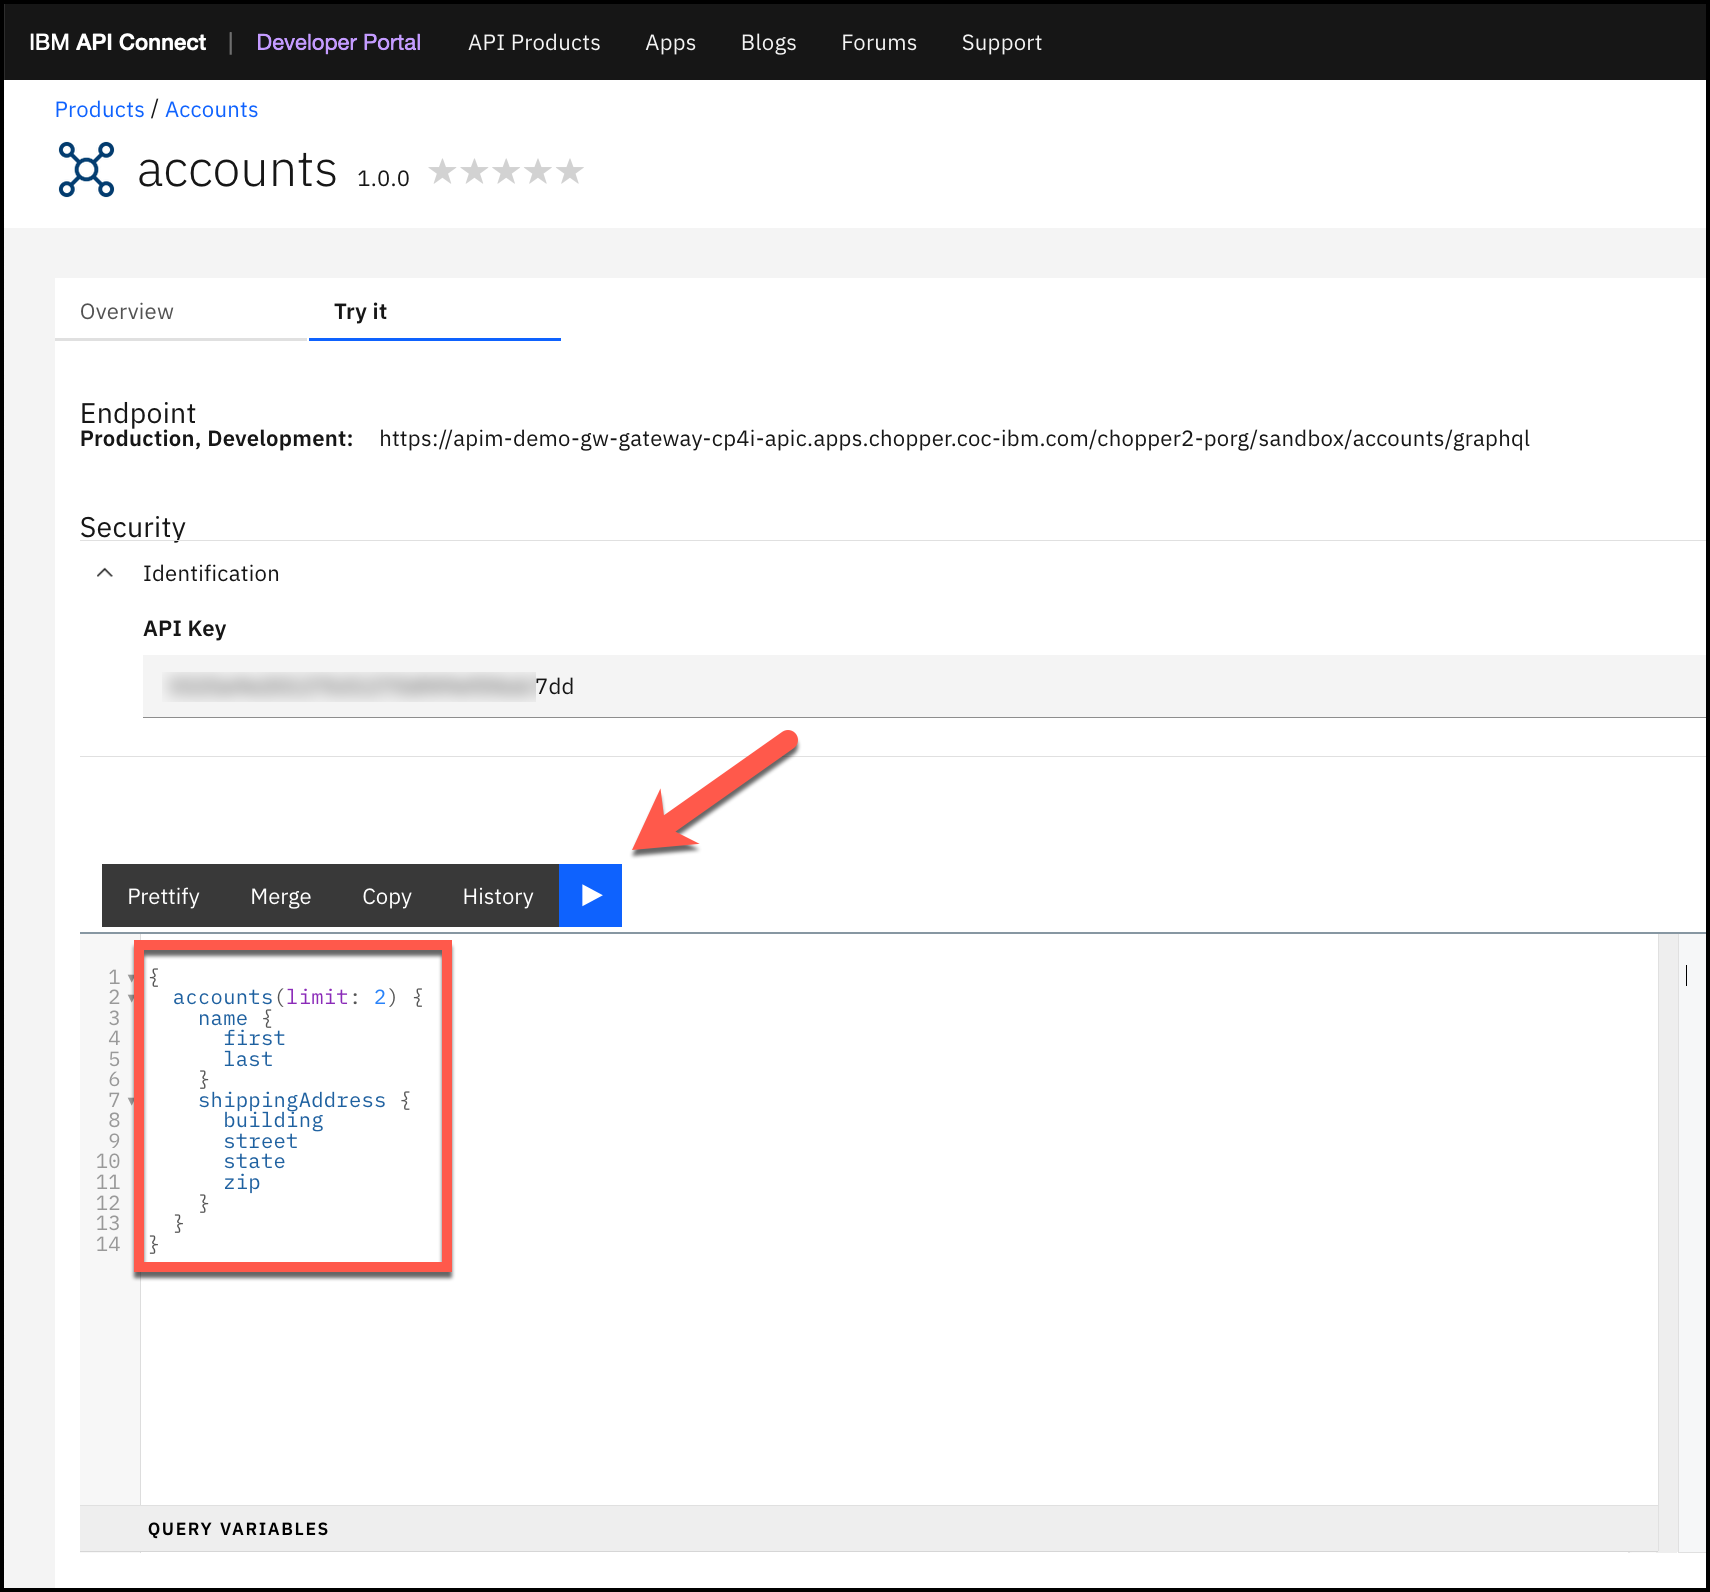 IBM API Connect | Developer Portal API Products Apps Blogs Forums Support
Products / Accounts
accounts 1.0.0
Overview Try it
Endpoint
Production, Development: https://apim-demo-gw-gateway-cp4i-apic.apps.chopper.coc-ibm.com/chopper2-porg/sandbox/accounts/graphql
Security
Identification
API Key
7dd
Prettify Merge Copy History
1 {
2 accounts(limit: 2) {
3 name {
4 first
5 last
6 }
7 shippingAddress {
8 building
9 street
10 state
11 zip
12 }
13 }
14 }
QUERY VARIABLES